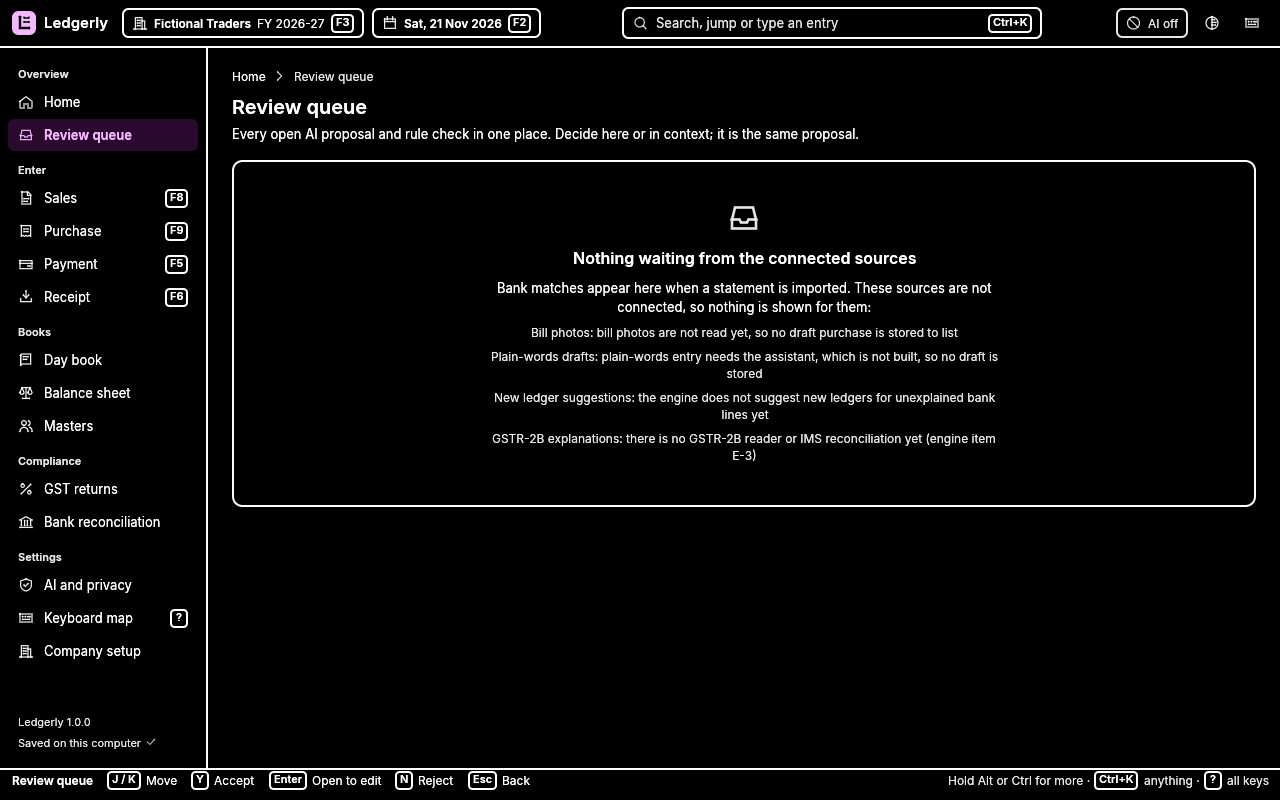 Ledgerly
Fictional Traders FY 2026-27 F3
Sat, 21 Nov 2026 F2
Search, jump or type an entry Ctrl+K
AI off
Overview
Home
Review queue
Enter
Sales F8
Purchase F9
Payment F5
Receipt F6
Books
Day book
Balance sheet
Masters
Compliance
GST returns
Bank reconciliation
Settings
AI and privacy
Keyboard map ?
Company setup
Ledgerly 1.0.0
Saved on this computer
Home Review queue
Review queue
Every open AI proposal and rule check in one place. Decide here or in context; it is the same proposal.
Nothing waiting from the connected sources
Bank matches appear here when a statement is imported. These sources are not
connected, so nothing is shown for them:
Bill photos: bill photos are not read yet, so no draft purchase is stored to list
Plain-words drafts: plain-words entry needs the assistant, which is not built, so no draft is
stored
New ledger suggestions: the engine does not suggest new ledgers for unexplained bank
lines yet
GSTR-2B explanations: there is no GSTR-2B reader or IMS reconciliation yet (engine item
E-3)
Review queue J / K Move Y Accept Enter Open to edit N Reject Esc Back
Hold Alt or Ctrl for more · Ctrl+K anything · ? all keys